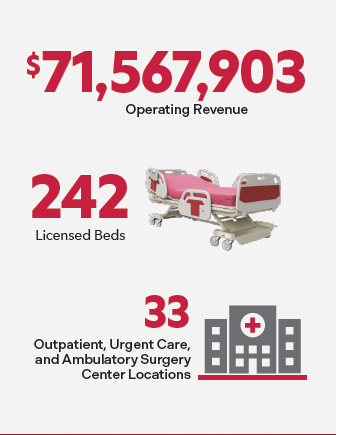 $71,567,903
Operating Revenue
242
Licensed Beds
33
Outpatient, Urgent Care,
and Ambulatory Surgery
Center Locations